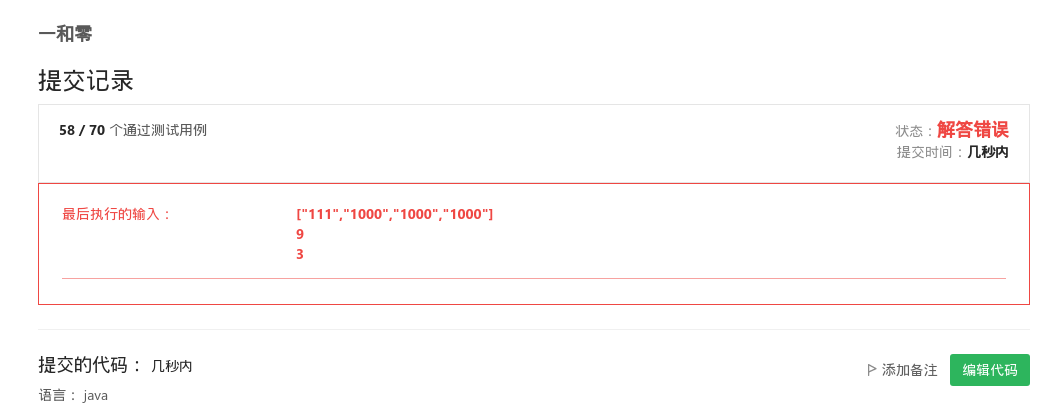 一和零
提交记录
58 / 70 个通过测试用例
状态：解答错误
提交时间：几秒内
最后执行的输入：
["111","1000","1000","1000"]
9
3
提交的代码： 几秒内
添加备注
编辑代码
语言： java